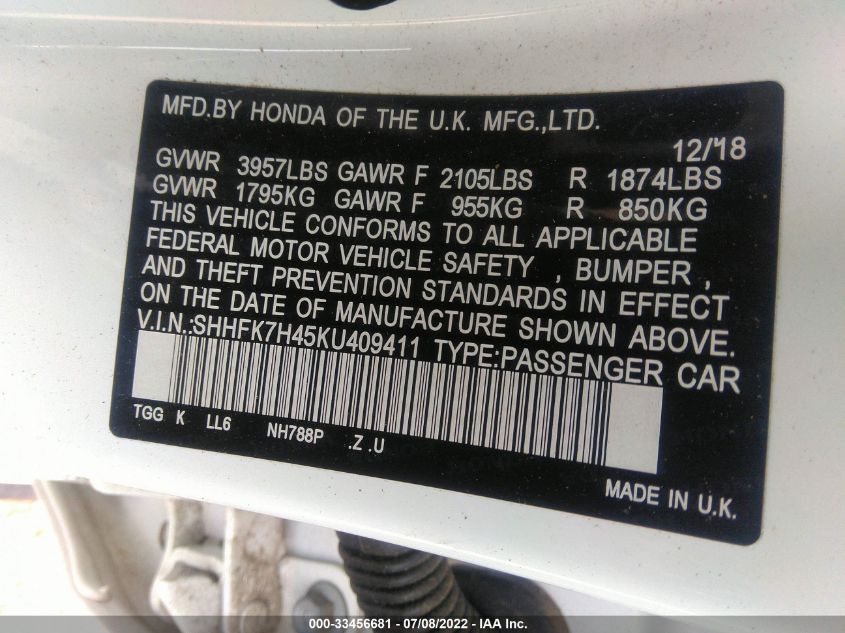 MFD.BY HONDA OF THE U.K. MFG.,LTD.
12/18
GVWR 3957LBS GAWR F 2105LBS R 1874LBS
GVWR 1795KG GAWR F 955KG R 850KG
THIS VEHICLE CONFORMS TO ALL APPLICABLE
FEDERAL MOTOR VEHICLE SAFETY , BUMPER ,
AND THEFT PREVENTION STANDARDS IN EFFECT
ON THE DATE OF MANUFACTURE SHOWN ABOVE.
V.I.N.:SHHFK7H45KU409411 TYPE:PASSENGER CAR
TGG K LL6 NH788P .Z .U
MADE IN U.K.
000-33456681 - 07/08/2022 - IAA Inc.